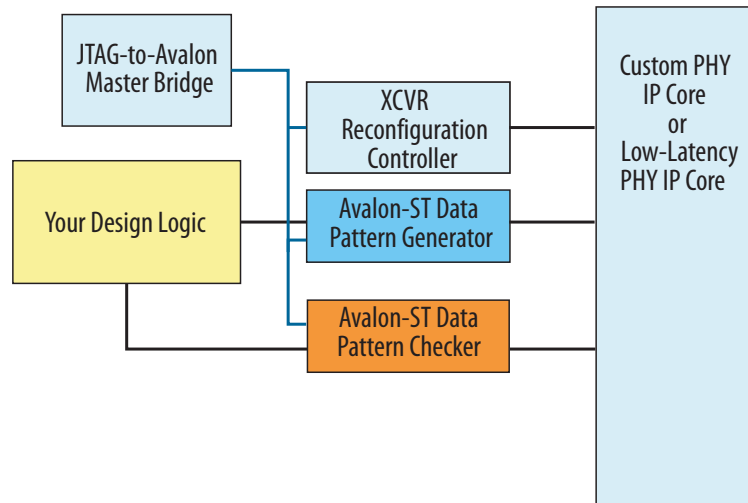 JTAG-to-Avalon
Master Bridge
XCVR
Reconfiguration
Controller
Custom PHY
IP Core
or
Low-Latency
PHY IP Core
Your Design Logic
Avalon-ST Data
Pattern Generator
Avalon-ST Data
Pattern Checker